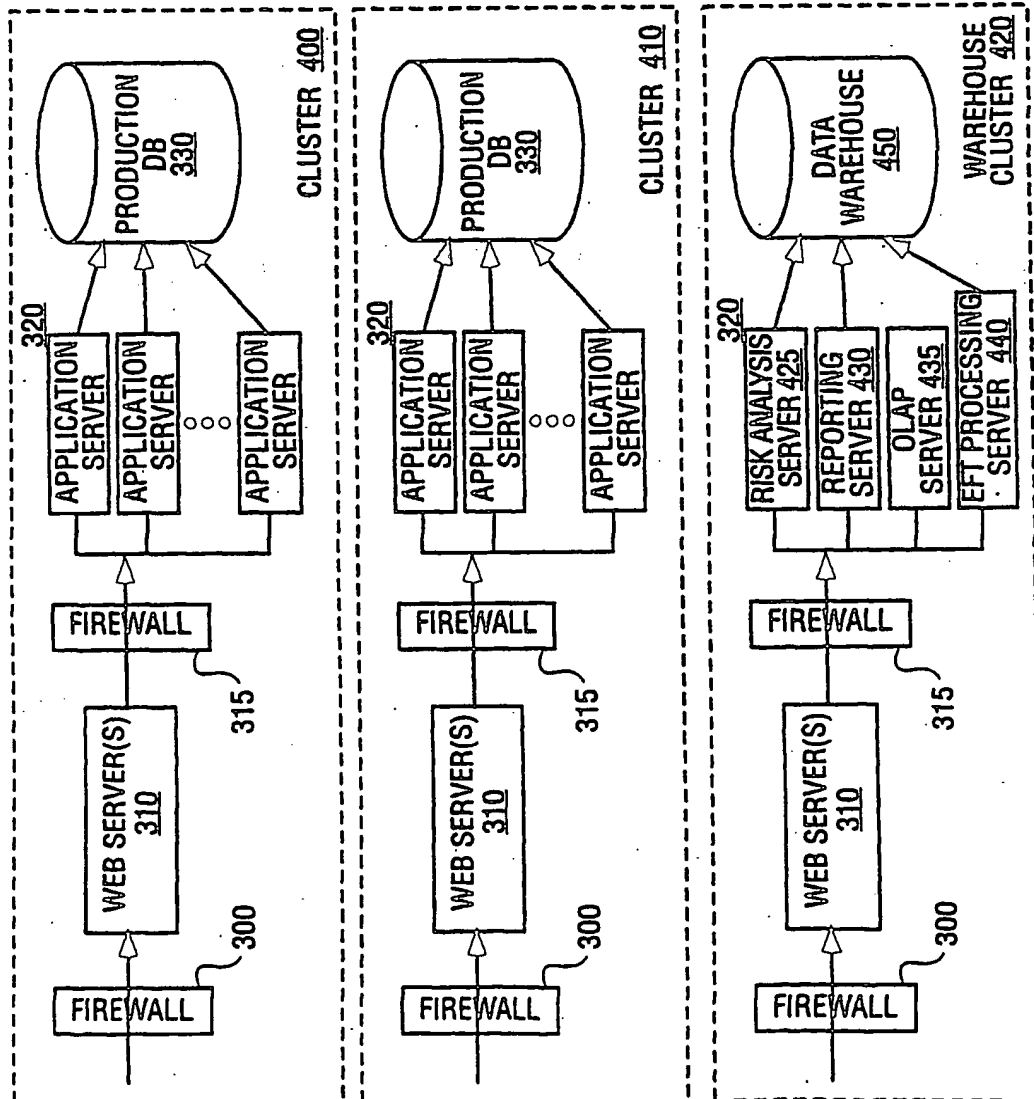 FIREWALL
300
WEB SERVER(S)
310
FIREWALL
315
320
APPLICATION
SERVER
APPLICATION
SERVER
APPLICATION
SERVER
PRODUCTION
DB
330
CLUSTER 400
FIREWALL
300
WEB SERVER(S)
310
FIREWALL
315
320
APPLICATION
SERVER
APPLICATION
SERVER
APPLICATION
SERVER
PRODUCTION
DB
330
CLUSTER 410
FIREWALL
300
WEB SERVER(S)
310
FIREWALL
315
320
RISK ANALYSIS
SERVER 425
REPORTING
SERVER 430
OLAP
SERVER 435
EFT PROCESSING
SERVER 440
DATA
WAREHOUSE
450
WAREHOUSE
CLUSTER 420